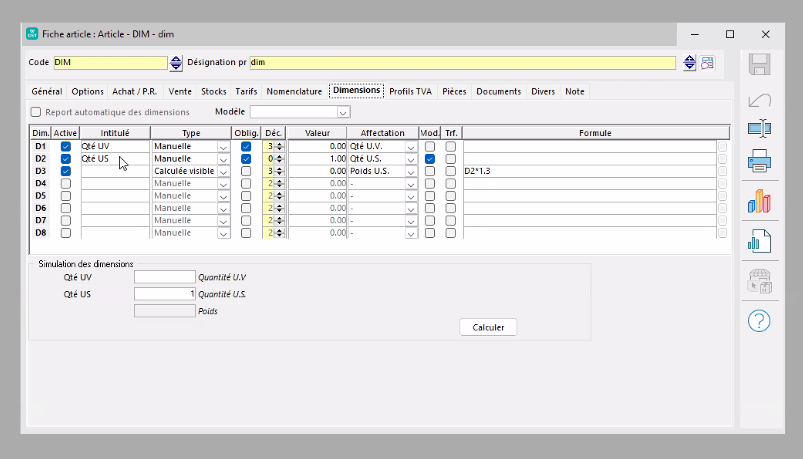 Fiche article : Article - DIM - dim
Code DIM Désignation pr dim
Général Options Achat / P.R. Vente Stocks Tarifs Nomenclature Dimensions Profils TVA Pièces Documents Divers Note
Report automatique des dimensions Modèle
Dim. Active Intitulé Type Oblig. Déc. Valeur Affectation Mod. Trf. Formule
D1 Qté UV Manuelle 3 0.00 Qté U.V.
D2 Qté US Manuelle 0 1.00 Qté U.S.
D3 Calculée visible 3 0.00 Poids U.S. D2*1.3
D4 Manuelle 2 0.00 -
D5 Manuelle 2 0.00 -
D6 Manuelle 2 0.00 -
D7 Manuelle 2 0.00 -
D8 Manuelle 2 0.00 -
Simulation des dimensions
Qté UV Quantité U.V
Qté US 1 Quantité U.S.
Poids
Calculer